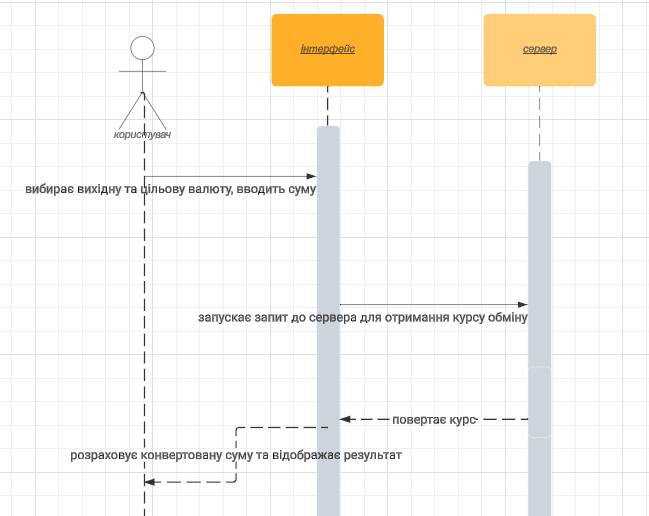 Інтерфейс
сервер
користувач
вибирає вихідну та цільову валюту, вводить суму
запускає запит до сервера для отримання курсу обміну
повертає курс
розраховує конвертовану суму та відображає результат